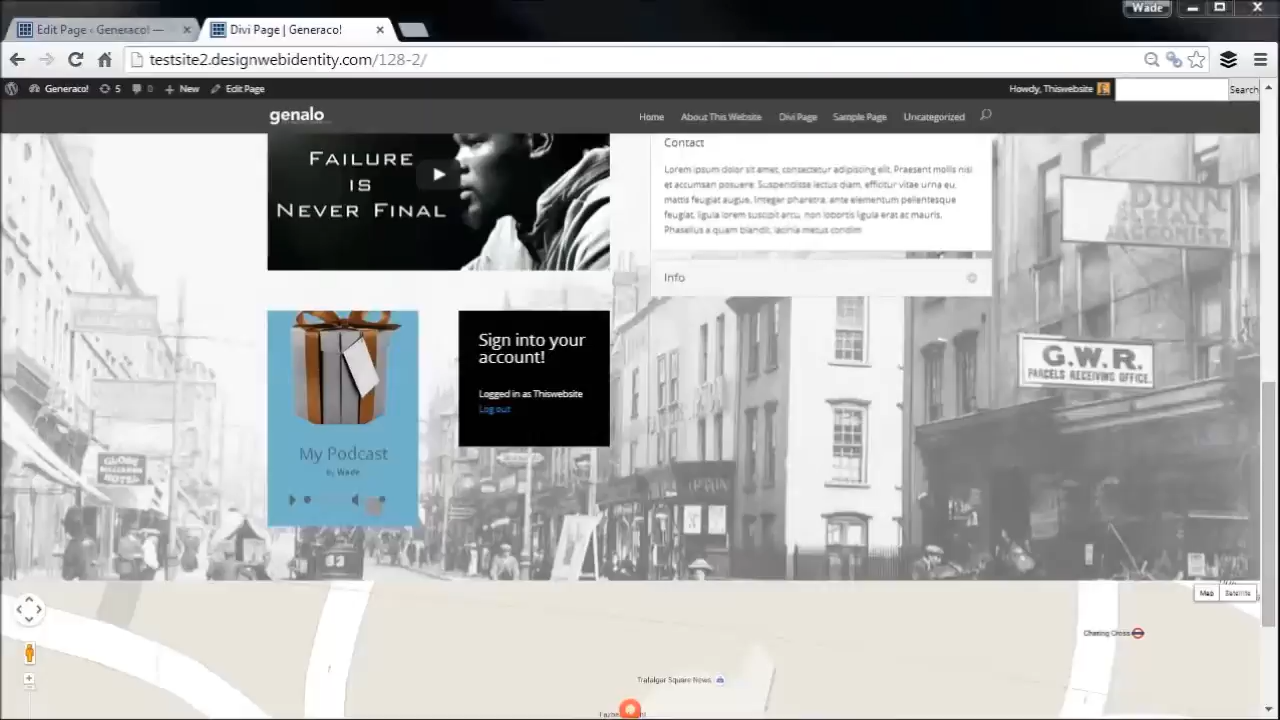 Wade
Edit Page ‹ Generaco! —
Divi Page | Generaco!
testsite2.designwebidentity.com/128-2/
Generaco!
5
0
New
Edit Page
Howdy, Thiswebsite
Search
genalo
Home
About This Website
Divi Page
Sample Page
Uncategorized
FAILURE
IS
NEVER FINAL
Contact
Lorem ipsum dolor sit amet, consectetur adipiscing elit. Praesent mollis nisi
et accumsan posuere. Suspendisse lectus diam, efficitur vitae urna eu,
mattis feugiat augue. Integer pharetra, ante elementum pellentesque
feugiat, ligula lorem suscipit arcu, non lobortis ligula erat at mauris.
Phasellus a quam blandit, lacinia metus condim
Info
Sign into your
account!
Logged in as Thiswebsite
Log out
My Podcast
by Wade
G.W.R.
PARCELS RECEIVING OFFICE.
GLOBE
HOTEL
83
Map
Satellite
Charing Cross
Trafalgar Square News